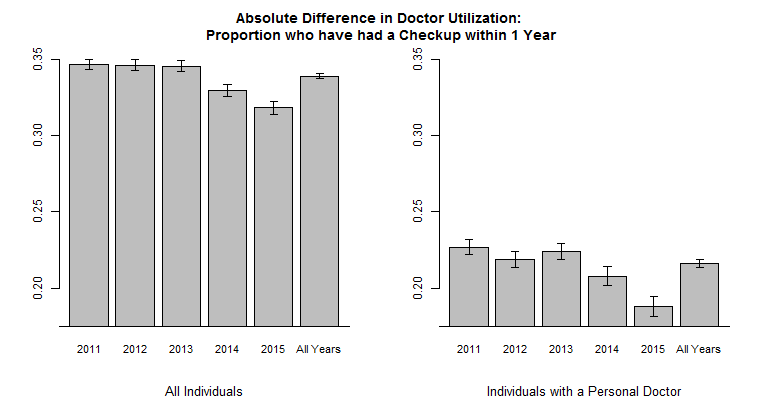 Absolute Difference in Doctor Utilization:
Proportion who have had a Checkup within 1 Year
0.35
0.30
0.25
0.20
2011 2012 2013 2014 2015 All Years
All Individuals
0.35
0.30
0.25
0.20
2011 2012 2013 2014 2015 All Years
Individuals with a Personal Doctor